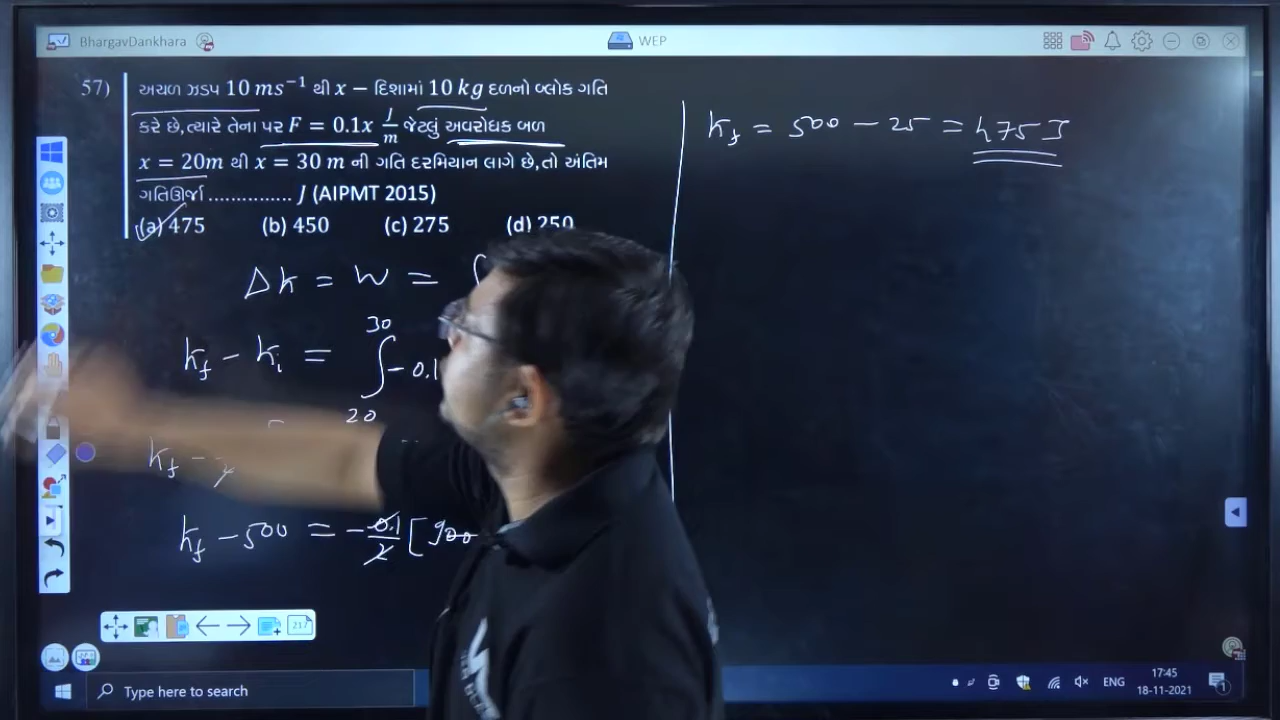 BhargavDankhara
WEP
57) અચળ ઝડપ 10 ms⁻¹ થી x − દિશામાં 10 kg દળનો બ્લોક ગતિ
કરે છે, ત્યારે તેના પર F = 0.1x J/m જેટલું અવરોધક બળ
x = 20m થી x = 30 m ની ગતિ દરમિયાન લાગે છે, તો અંતિમ
ગતિઊર્જા ............... J (AIPMT 2015)
(a) 475 (b) 450 (c) 275 (d) 250
Δk = W = ∫
k_f − k_i = ∫ 30 20 − 0.1
k_f −
k_f − 500 = − 0.1/2 [900
k_f = 500 − 25 = 475 J
217
Type here to search
ENG
17:45
18-11-2021
1